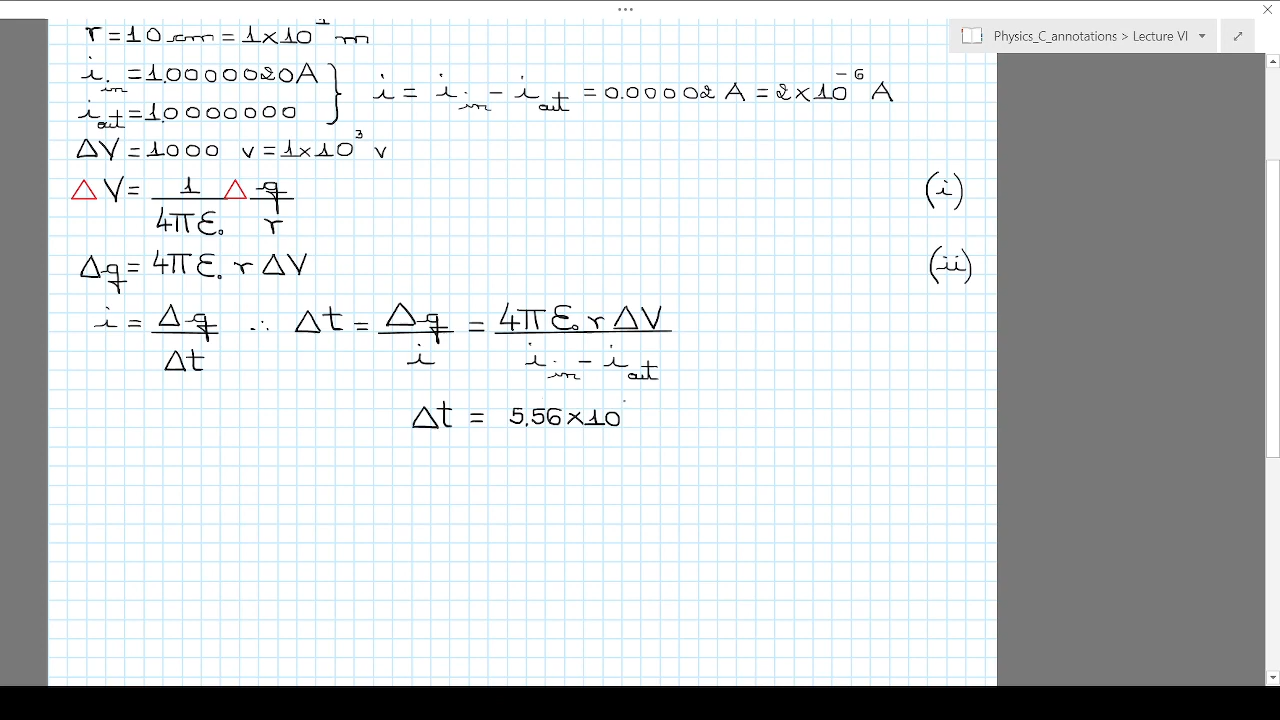 Physics_C_annotations > Lecture VI
r = 10 cm = 1×10⁻¹ m
i_in = 1.0000020A
i_out = 1.0000000 } i = i_in − i_out = 0.00002 A = 2×10⁻⁶ A
ΔV = 1000 v = 1×10³ v
ΔV = 1/4πε₀ Δq/r (i)
Δq = 4πε₀ r ΔV (ii)
i = Δq/Δt ∴ Δt = Δq/i = 4πε₀ r ΔV/i_in − i_out
Δt = 5.56×10